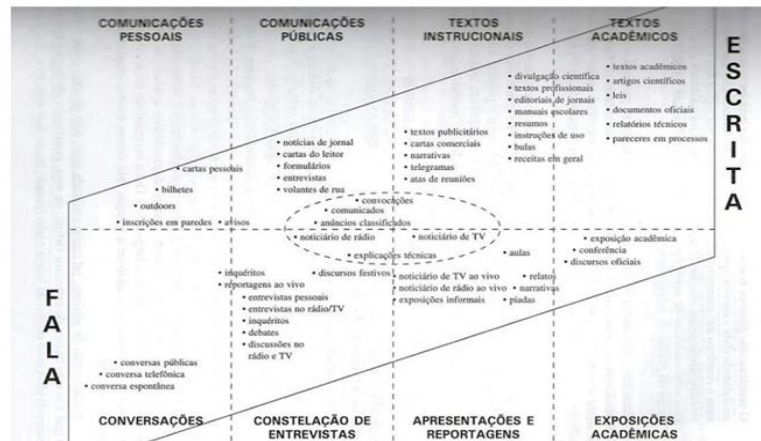 COMUNICAÇÕES PESSOAIS
COMUNICAÇÕES PÚBLICAS
TEXTOS INSTRUCIONAIS
TEXTOS ACADÊMICOS
ESCRITA
• cartas pessoais
• bilhetes
• outdoors
• inscrições em paredes • avisos
• notícias de jornal
• cartas do leitor
• formulários
• entrevistas
• volantes de rua
• textos publicitários
• cartas comerciais
• narrativas
• telegramas
• atas de reuniões
• divulgação científica
• textos profissionais
• editoriais de jornais
• manuais escolares
• resumos
• instruções de uso
• bulas
• receitas em geral
• textos acadêmicos
• artigos científicos
• leis
• documentos oficiais
• relatórios técnicos
• pareceres em processos
• convocações
• comunicados
• anúncios classificados
• noticiário de rádio • noticiário de TV
• explicações técnicas
FALA
• inquéritos
• reportagens ao vivo
• entrevistas pessoais
• entrevistas no rádio/TV
• inquéritos
• debates
• discussões no
rádio e TV
• discursos festivos
• noticiário de TV ao vivo
• noticiário de rádio ao vivo
• exposições informais
• aulas
• relatos
• narrativas
• piadas
• exposição acadêmica
• conferência
• discursos oficiais
• conversas públicas
• conversa telefônica
• conversa espontânea
CONVERSAÇÕES
CONSTELAÇÃO DE ENTREVISTAS
APRESENTAÇÕES E REPORTAGENS
EXPOSIÇÕES ACADÊMICAS